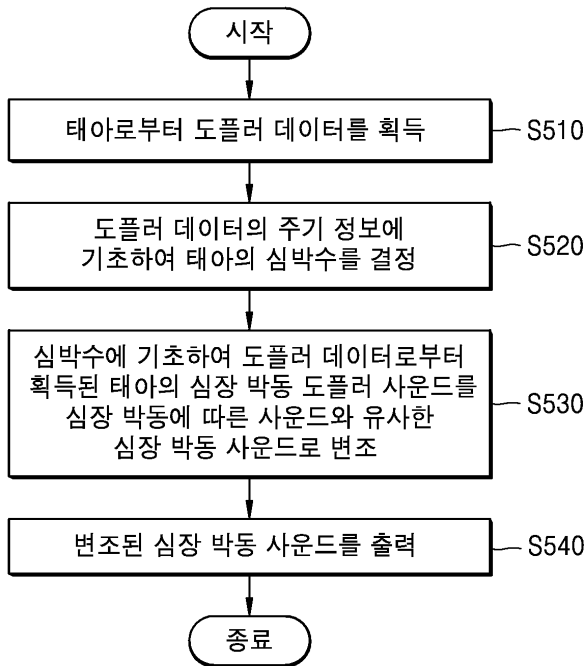 시작
태아로부터 도플러 데이터를 획득
S510
도플러 데이터의 주기 정보에
기초하여 태아의 심박수를 결정
S520
심박수에 기초하여 도플러 데이터로부터
획득된 태아의 심장 박동 도플러 사운드를
심장 박동에 따른 사운드와 유사한
심장 박동 사운드로 변조
S530
변조된 심장 박동 사운드를 출력
S540
종료